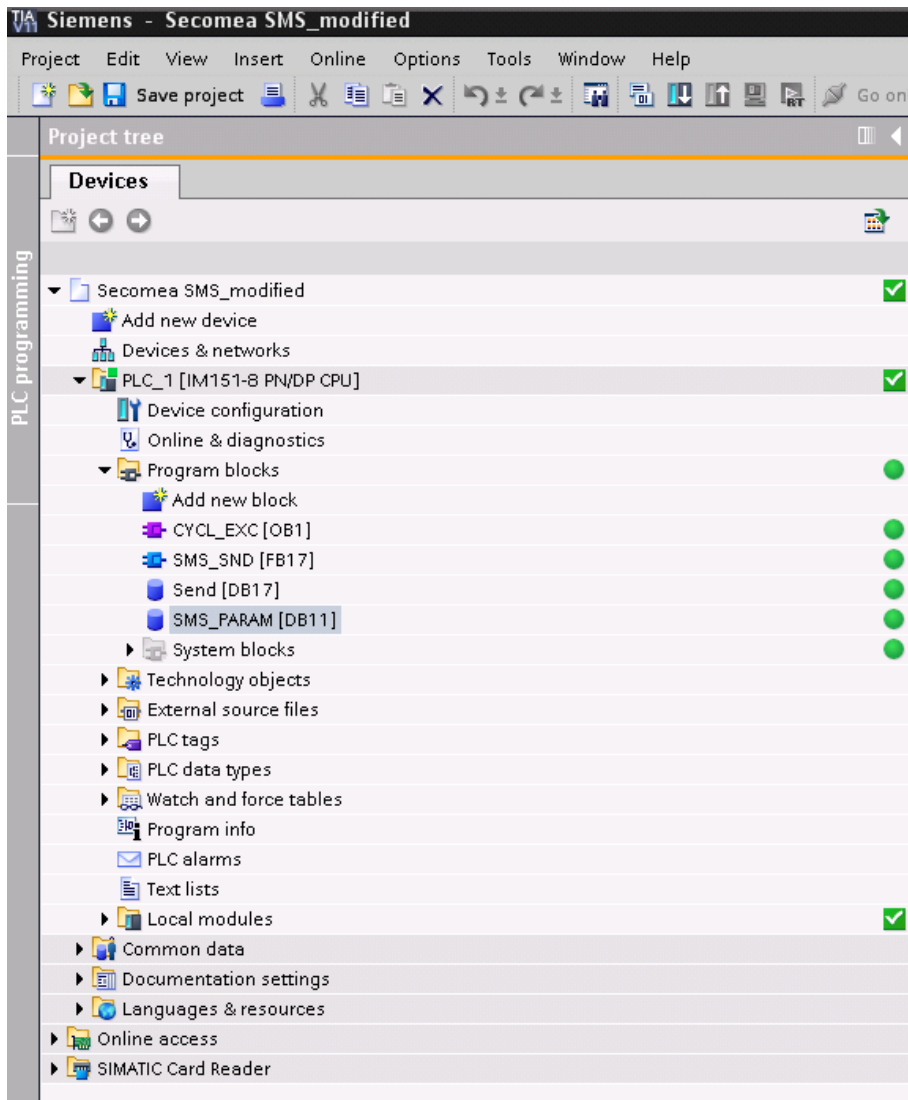 TIA V11 Siemens - Secomea SMS_modified
Project Edit View Insert Online Options Tools Window Help
Save project Go on
Project tree
Devices
PLC programming
Secomea SMS_modified
Add new device
Devices & networks
PLC_1 [IM151-8 PN/DP CPU]
Device configuration
Online & diagnostics
Program blocks
Add new block
CYCL_EXC [OB1]
SMS_SND [FB17]
Send [DB17]
SMS_PARAM [DB11]
System blocks
Technology objects
External source files
PLC tags
PLC data types
Watch and force tables
Program info
PLC alarms
Text lists
Local modules
Common data
Documentation settings
Languages & resources
Online access
SIMATIC Card Reader